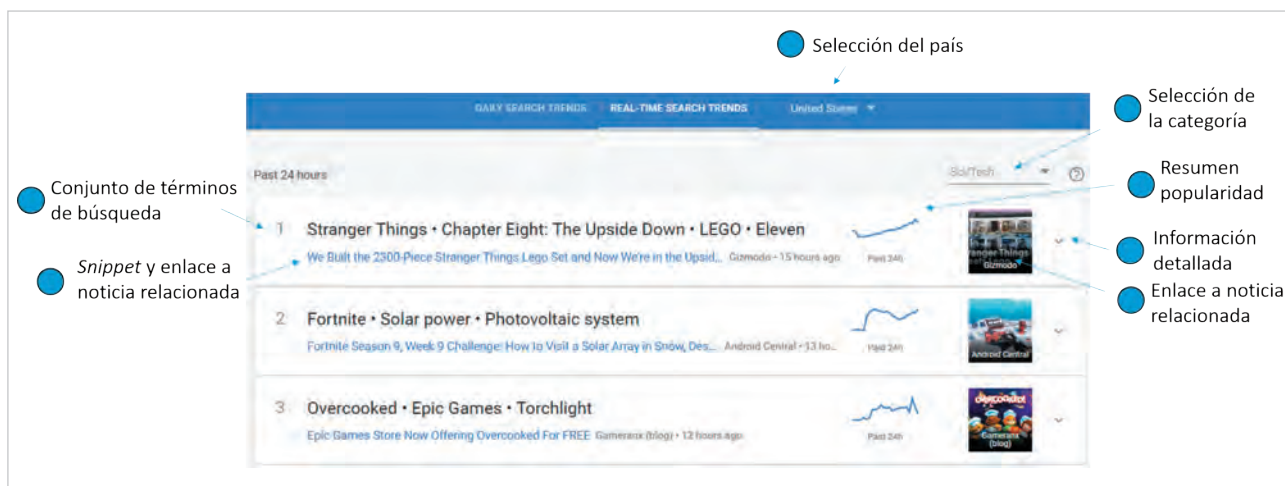 Selección del país
DAILY SEARCH TRENDS REAL-TIME SEARCH TRENDS United States
Selección de
la categoría
Past 24 hours
Sci/Tech
Resumen
popularidad
Conjunto de términos
de búsqueda
1 Stranger Things • Chapter Eight: The Upside Down • LEGO • Eleven
We Built the 2300-Piece Stranger Things Lego Set and Now We're in the Upsid... Gizmodo • 15 hours ago
Past 24h
Stranger Things
Gizmodo
Información
detallada
Snippet y enlace a
noticia relacionada
Enlace a noticia
relacionada
2 Fortnite • Solar power • Photovoltaic system
Fortnite Season 9, Week 9 Challenge: How to Visit a Solar Array in Snow, Des... Android Central • 13 ho...
Past 24h
Android Central
3 Overcooked • Epic Games • Torchlight
Epic Games Store Now Offering Overcooked For FREE Gameranx (blog) • 12 hours ago
Past 24h
OVERCOOKED!
Gameranx
(blog)